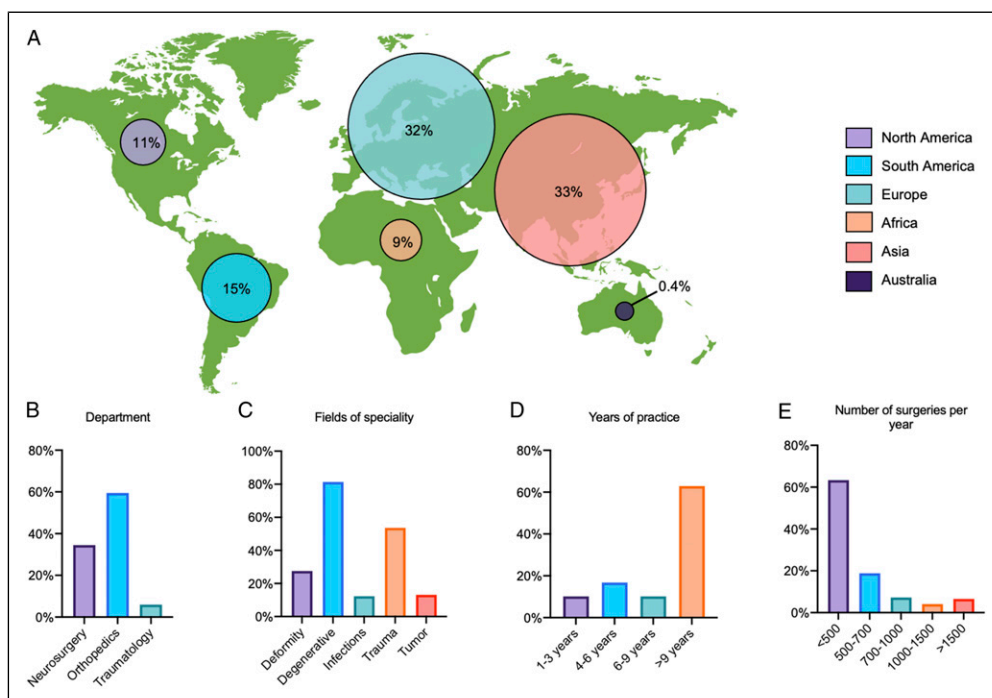 A
11%
32%
33%
9%
15%
0.4%
North America
South America
Europe
Africa
Asia
Australia
B
Department
80%
60%
40%
20%
0%
Neurosurgery
Orthopedics
Traumatology
C
Fields of speciality
100%
80%
60%
40%
20%
0%
Deformity
Degenerative
Infections
Trauma
Tumor
D
Years of practice
80%
60%
40%
20%
0%
1-3 years
4-6 years
6-9 years
>9 years
E
Number of surgeries per
year
80%
60%
40%
20%
0%
<500
500-700
700-1000
1000-1500
>1500